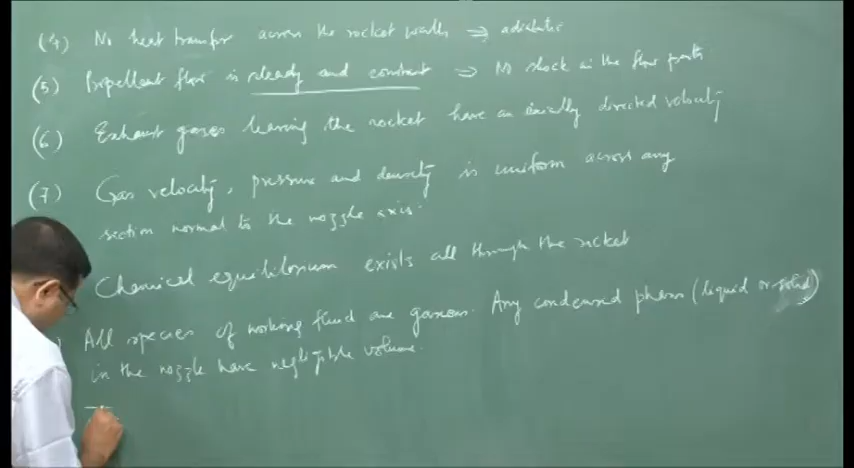 (4) No heat transfer across the rocket walls ⇒ adiabatic
(5) Propellent flow is steady and constant ⇒ No shock in the flow path
(6) Exhaust gases leaving the rocket have an axially directed velocity
(7) Gas velocity, pressure and density is uniform across any
section normal to the nozzle axis.
Chemical equilibrium exists all through the rocket
All species of working fluid are gaseous. Any condensed phases (liquid or solid)
in the nozzle have negligible volume.